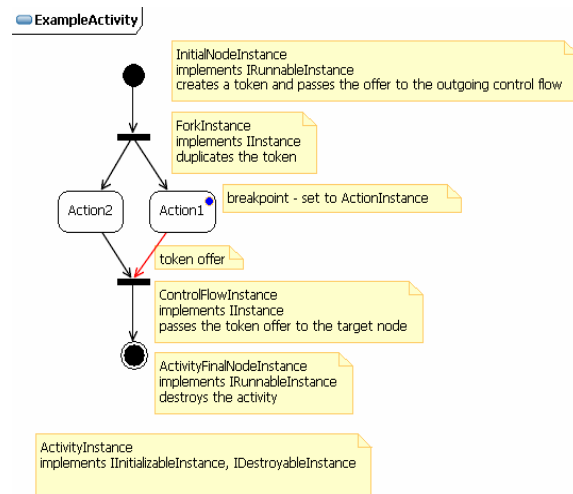 ExampleActivity
InitialNodeInstance
implements IRunnableInstance
creates a token and passes the offer to the outgoing control flow
ForkInstance
implements IInstance
duplicates the token
breakpoint - set to ActionInstance
Action2
Action1
token offer
ControlFlowInstance
implements IInstance
passes the token offer to the target node
ActivityFinalNodeInstance
implements IRunnableInstance
destroys the activity
ActivityInstance
implements IInitializableInstance, IDestroyableInstance